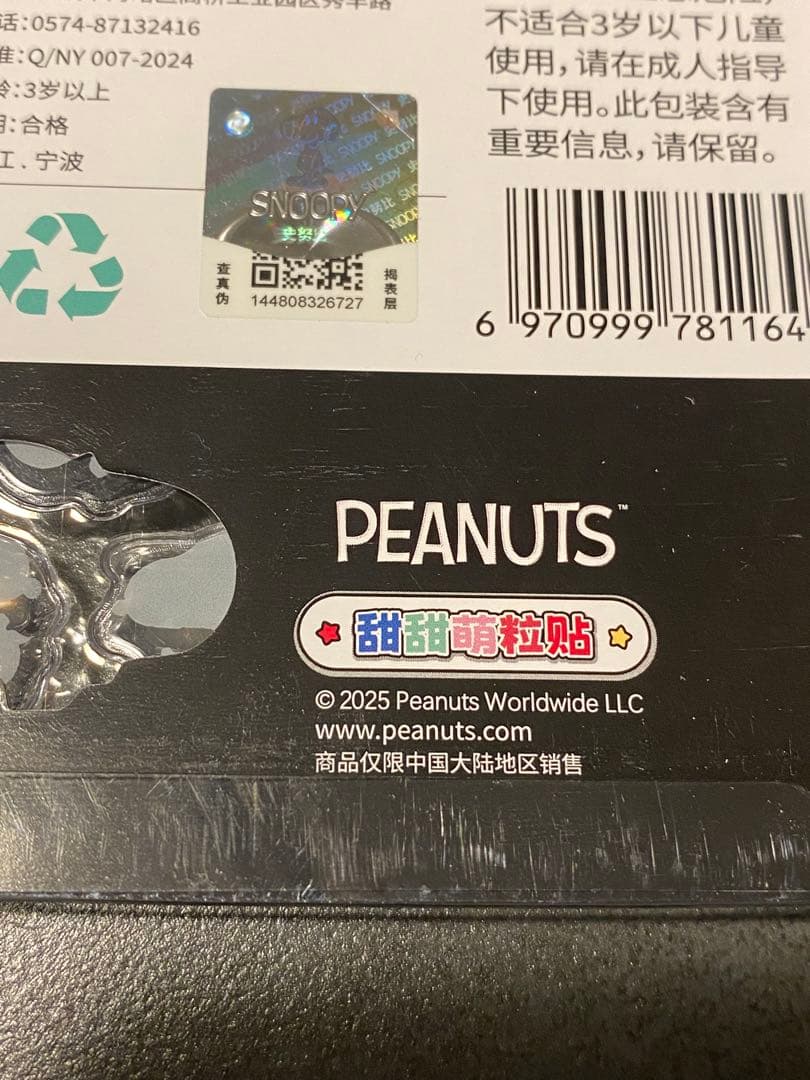 话:0574-87132416
准:Q/NY 007-2024
龄:3岁以上
明:合格
江.宁波
不适合3岁以下儿童
使用,请在成人指导
下使用。此包装含有
重要信息,请保留。
SNOOPY
史努比
查真伪
揭表层
144808326727
6 970999 781164
PEANUTS™
甜甜萌粒贴
© 2025 Peanuts Worldwide LLC
www.peanuts.com
商品仅限中国大陆地区销售